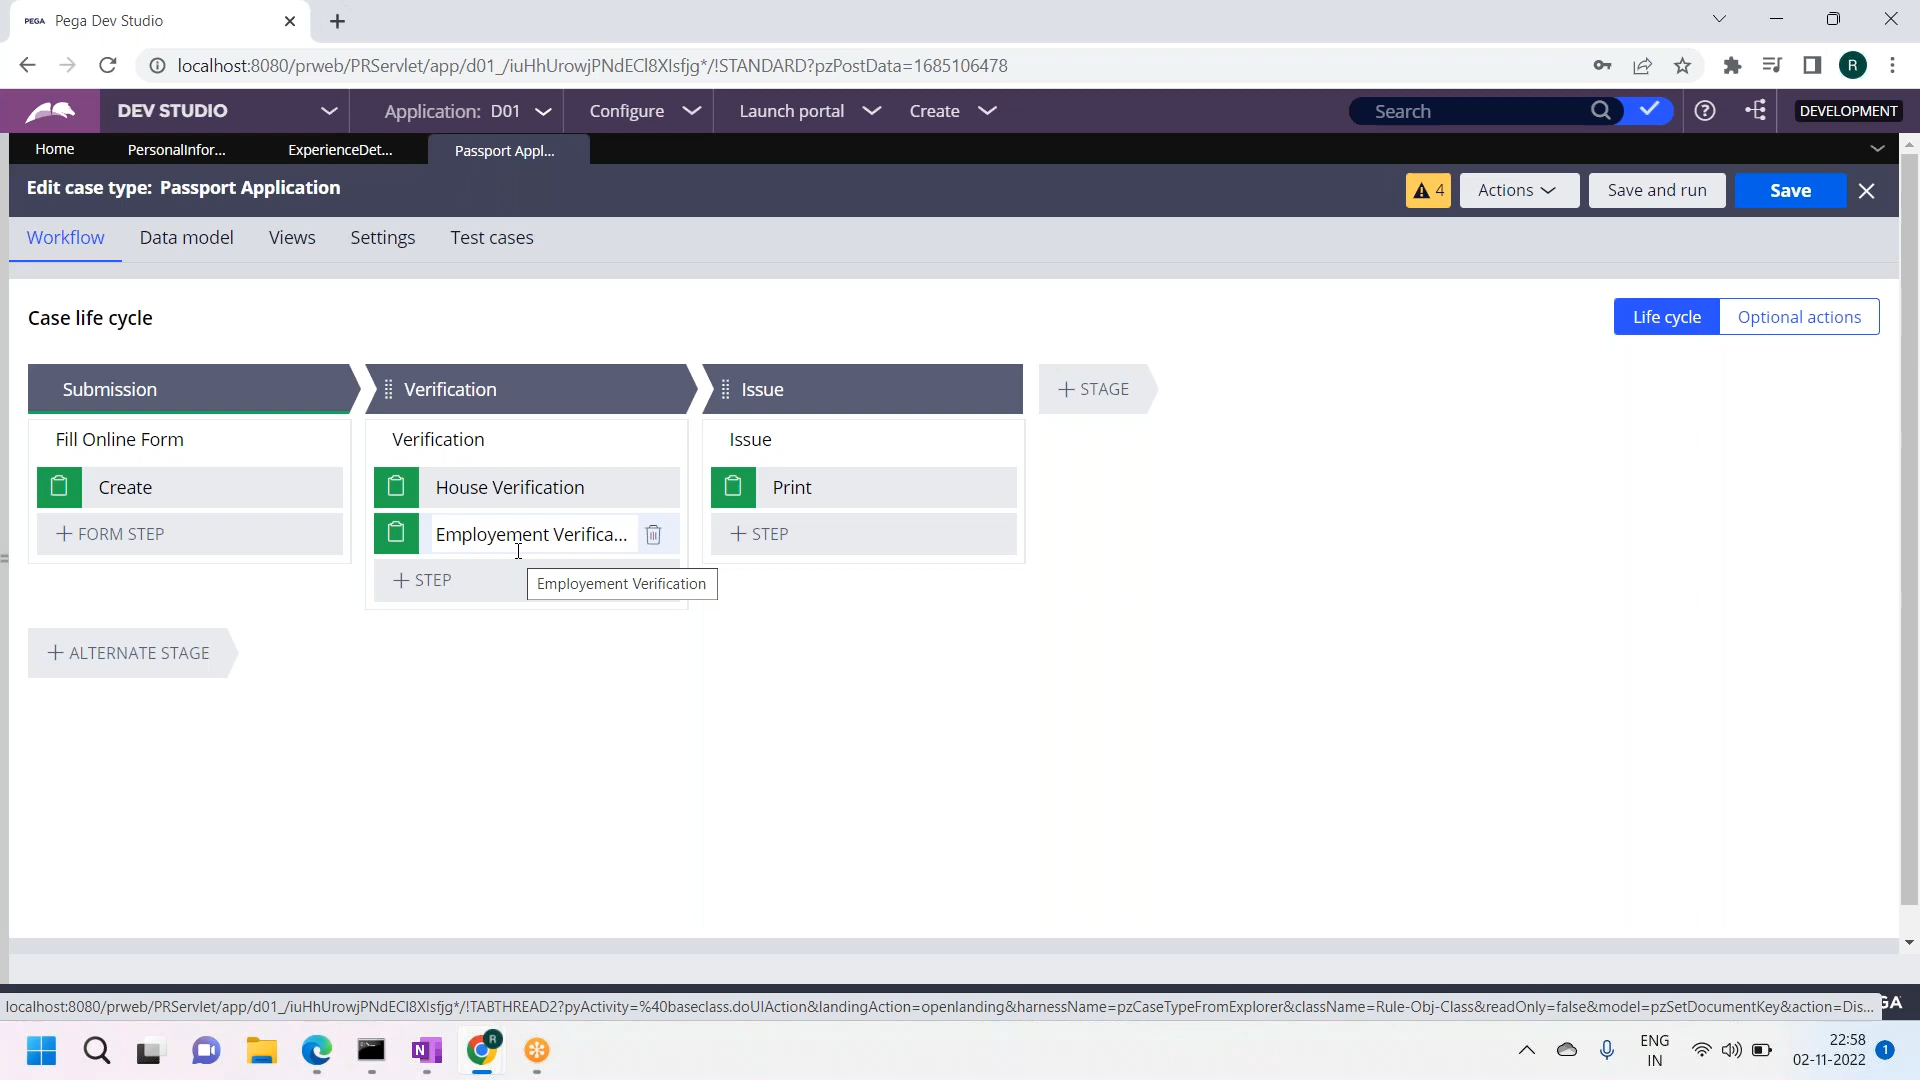 PEGA Pega Dev Studio
localhost:8080/prweb/PRServlet/app/d01_/iuHhUrowjPNdECl8XIsfjg*/!STANDARD?pzPostData=1685106478
R
DEV STUDIO Application: D01 Configure Launch portal Create Search DEVELOPMENT
Home PersonalInfor... ExperienceDet... Passport Appl...
Edit case type: Passport Application 4 Actions Save and run Save
Workflow Data model Views Settings Test cases
Case life cycle Life cycle Optional actions
Submission Verification Issue + STAGE
Fill Online Form Verification Issue
Create House Verification Print
+ FORM STEP Employement Verifica... + STEP
+ STEP Employement Verification
+ ALTERNATE STAGE
localhost:8080/prweb/PRServlet/app/d01_/iuHhUrowjPNdECl8XIsfjg*/!TABTHREAD2?pyActivity=%40baseclass.doUIAction&landingAction=openlanding&harnessName=pzCaseTypeFromExplorer&className=Rule-Obj-Class&readOnly=false&model=pzSetDocumentKey&action=Dis... GA
N R ENG 22:58
IN 02-11-2022 1